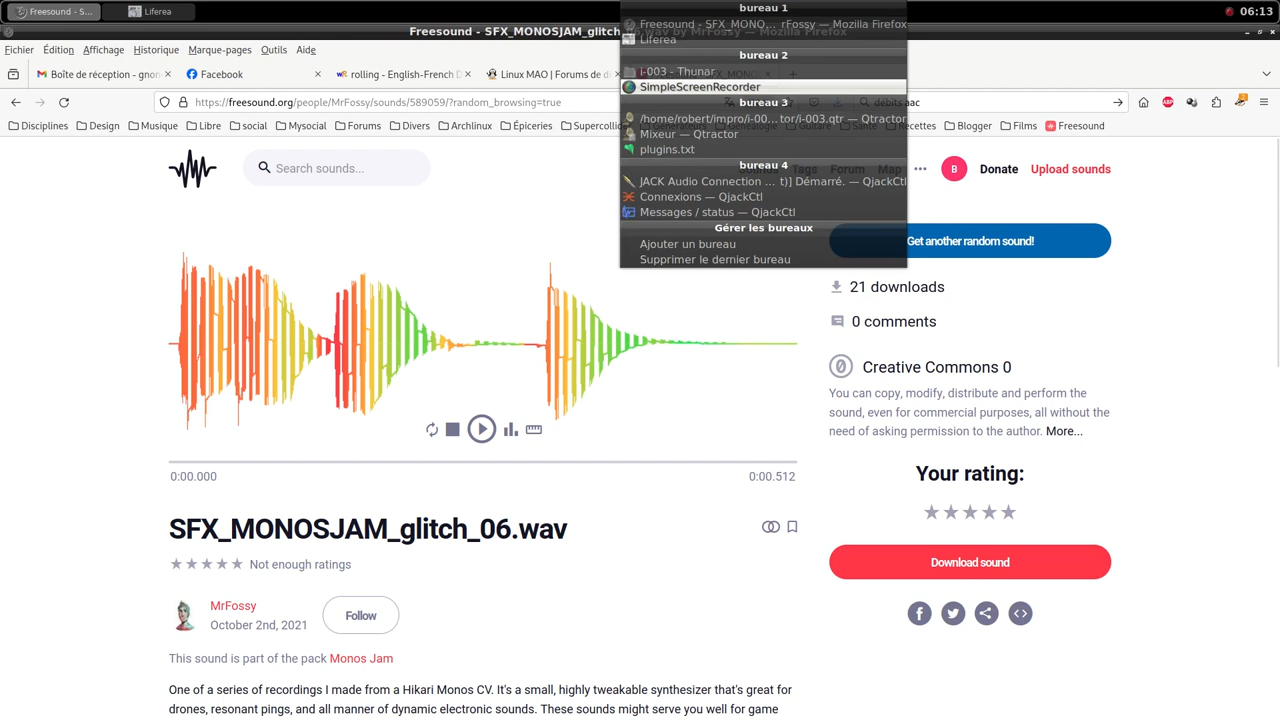 Freesound - S...
Liferea
06:13
Freesound - SFX_MONOSJAM_glitch_06.wav by MrFossy — Mozilla Firefox
bureau 1
Freesound - SFX_MONO... rFossy — Mozilla Firefox
Liferea
bureau 2
i-003 - Thunar
SimpleScreenRecorder
bureau 3
/home/robert/impro/i-00... tor/i-003.qtr — Qtractor
Mixeur — Qtractor
plugins.txt
bureau 4
JACK Audio Connection ... t)] Démarré. — QjackCtl
Connexions — QjackCtl
Messages / status — QjackCtl
Gérer les bureaux
Ajouter un bureau
Supprimer le dernier bureau
Fichier Édition Affichage Historique Marque-pages Outils Aide
Boîte de réception - gno
Facebook
rolling - English-French D
Linux MAO | Forums de d
https://freesound.org/people/MrFossy/sounds/589059/?random_browsing=true
débits aac
Disciplines Design Musique Libre social Mysocial Forums Divers Archlinux Épiceries Supercolli Generateurs Guitare Santé Recettes Blogger Films Freesound
Search sounds...
Sounds Tags Forum Map
B
Donate
Upload sounds
Get another random sound!
21 downloads
0 comments
Creative Commons 0
You can copy, modify, distribute and perform the
sound, even for commercial purposes, all without the
need of asking permission to the author. More...
Your rating:
Download sound
0:00.000
0:00.512
SFX_MONOSJAM_glitch_06.wav
Not enough ratings
MrFossy
October 2nd, 2021
Follow
This sound is part of the pack Monos Jam
One of a series of recordings I made from a Hikari Monos CV. It's a small, highly tweakable synthesizer that's great for
drones, resonant pings, and all manner of dynamic electronic sounds. These sounds might serve you well for game